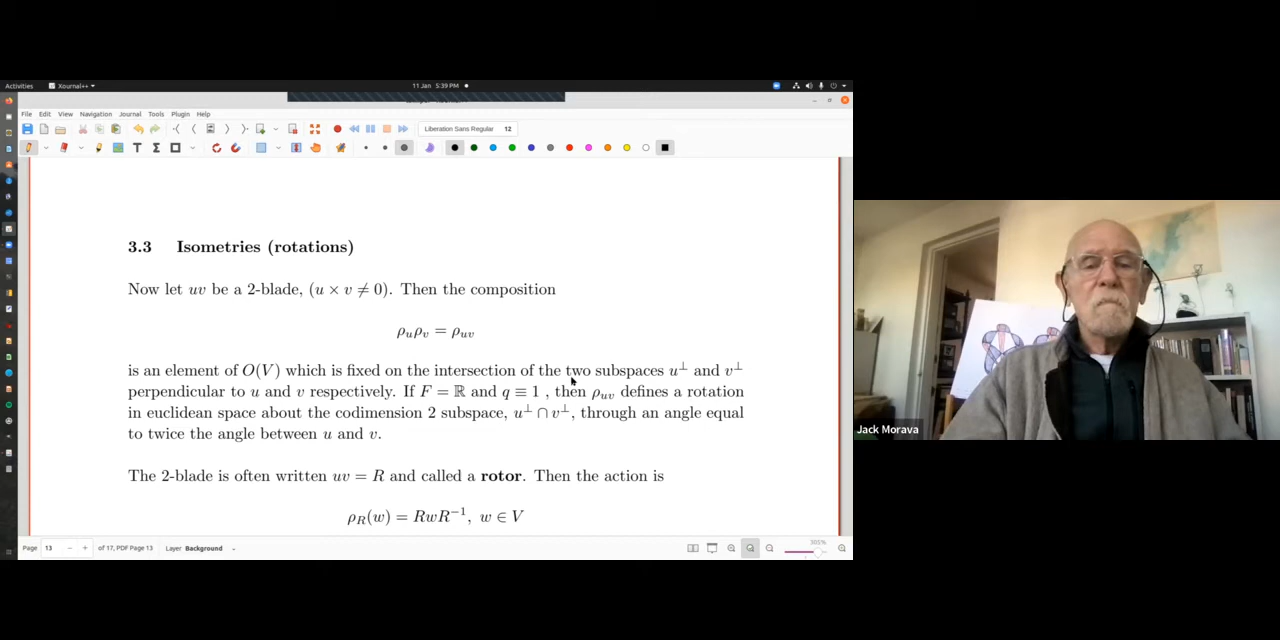 Activities Xournal++ 11 Jan 5:39 PM
File Edit View Navigation Journal Tools Plugin Help
Liberation Sans Regular 12
3.3 Isometries (rotations)
Now let uv be a 2-blade, (u × v ≠ 0). Then the composition
ρ_u ρ_v = ρ_uv
is an element of O(V) which is fixed on the intersection of the two subspaces u⊥ and v⊥
perpendicular to u and v respectively. If F = ℝ and q ≡ 1 , then ρ_uv defines a rotation
in euclidean space about the codimension 2 subspace, u⊥ ∩ v⊥, through an angle equal
to twice the angle between u and v.
The 2-blade is often written uv = R and called a rotor. Then the action is
ρ_R(w) = RwR⁻¹, w ∈ V
Page 13 of 17, PDF Page 13 Layer Background 305%
Jack Morava